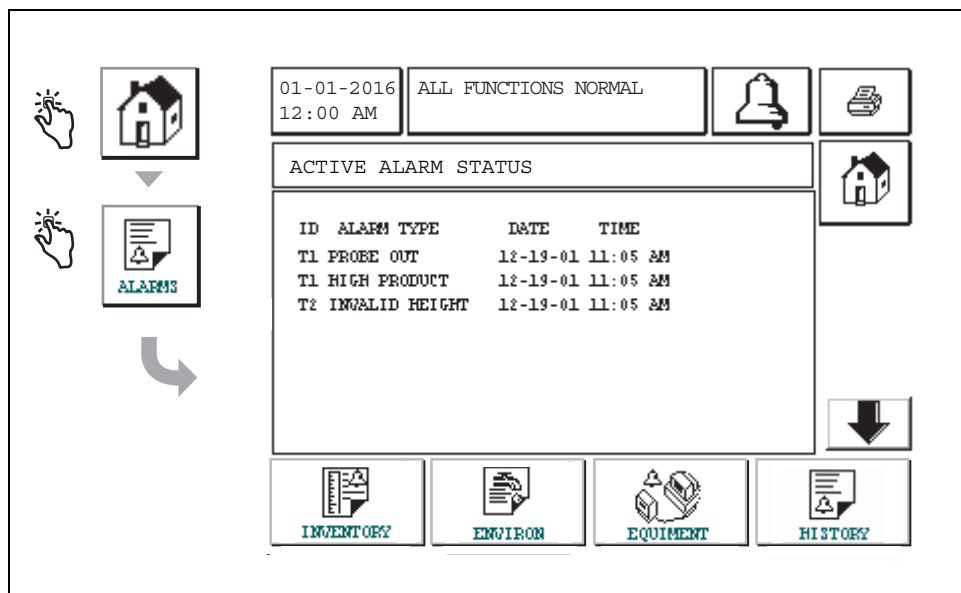 01-01-2016
12:00 AM
ALL FUNCTIONS NORMAL
ACTIVE ALARM STATUS
ID ALARM TYPE DATE TIME
T1 PROBE OUT 12-19-01 11:05 AM
T1 HIGH PRODUCT 12-19-01 11:05 AM
T2 INVALID HEIGHT 12-19-01 11:05 AM
ALARMS
INVENTORY
ENVIRON
EQUIMENT
HISTORY